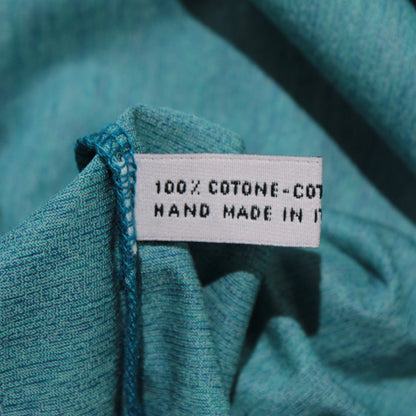 100% COTONE-COT
HAND MADE IN IT